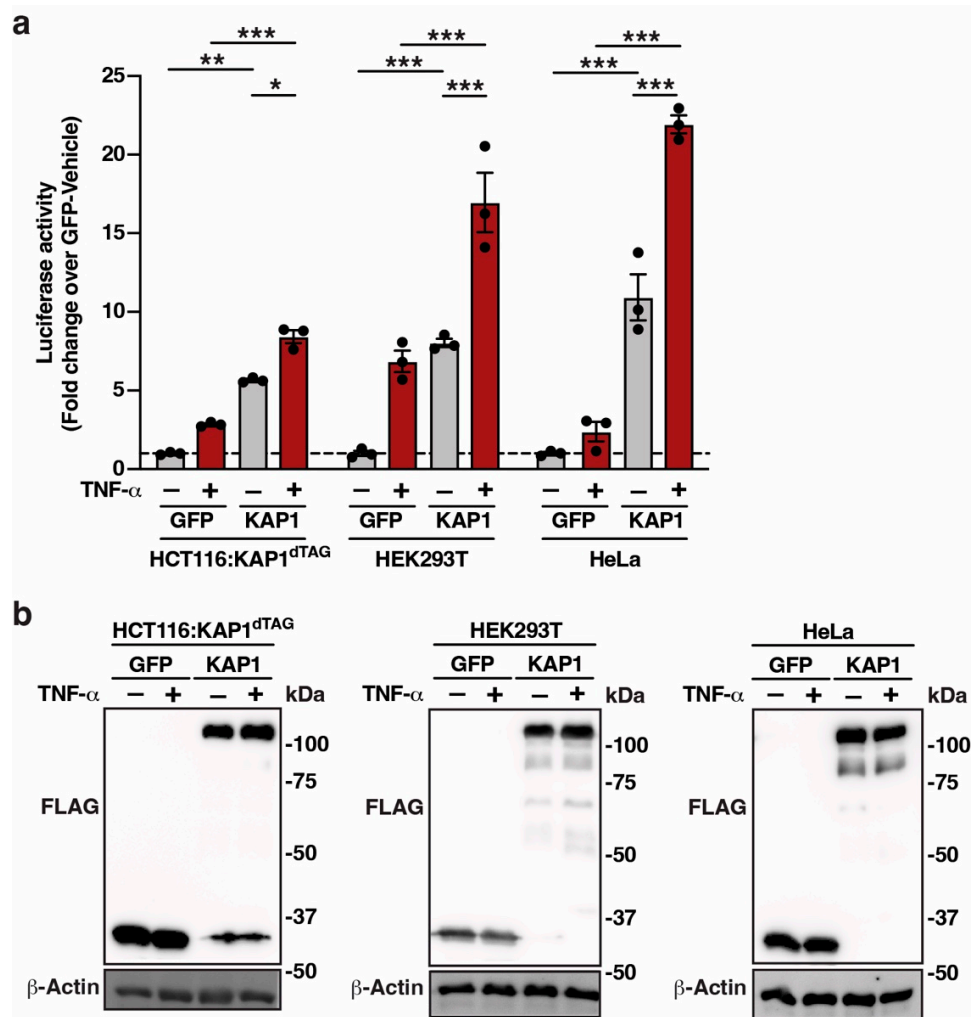 a
*** *** ***
** *** ***
* *** ***
Luciferase activity
(Fold change over GFP-Vehicle)
25
20
15
10
5
0
TNF-α − + − + − + − + − + − +
GFP KAP1 GFP KAP1 GFP KAP1
HCT116:KAP1dTAG HEK293T HeLa
b
HCT116:KAP1dTAG
GFP KAP1
TNF-α − + − + kDa
-100
-75
FLAG
-50
-37
-50
β-Actin
HEK293T
GFP KAP1
TNF-α − + − + kDa
-100
-75
FLAG
-50
-37
-50
β-Actin
HeLa
GFP KAP1
TNF-α − + − + kDa
-100
-75
FLAG
-50
-37
-50
β-Actin